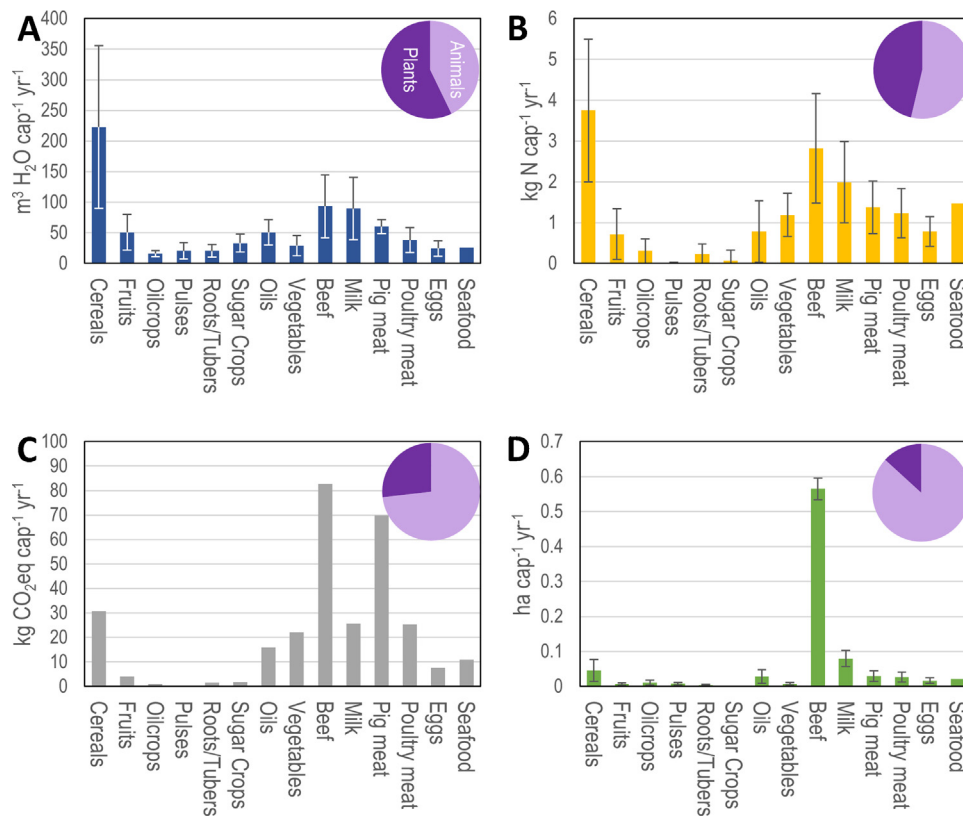 A
m³ H₂O cap⁻¹ yr⁻¹
400
350
300
250
200
150
100
50
0
Plants
Animals
Cereals
Fruits
Oilcrops
Pulses
Roots/Tubers
Sugar Crops
Oils
Vegetables
Beef
Milk
Pig meat
Poultry meat
Eggs
Seafood
B
kg N cap⁻¹ yr⁻¹
6
5
4
3
2
1
0
Cereals
Fruits
Oilcrops
Pulses
Roots/Tubers
Sugar Crops
Oils
Vegetables
Beef
Milk
Pig meat
Poultry meat
Eggs
Seafood
C
kg CO₂eq cap⁻¹ yr⁻¹
100
90
80
70
60
50
40
30
20
10
0
Cereals
Fruits
Oilcrops
Pulses
Roots/Tubers
Sugar Crops
Oils
Vegetables
Beef
Milk
Pig meat
Poultry meat
Eggs
Seafood
D
ha cap⁻¹ yr⁻¹
0.7
0.6
0.5
0.4
0.3
0.2
0.1
0
Cereals
Fruits
Oilcrops
Pulses
Roots/Tubers
Sugar Crops
Oils
Vegetables
Beef
Milk
Pig meat
Poultry meat
Eggs
Seafood